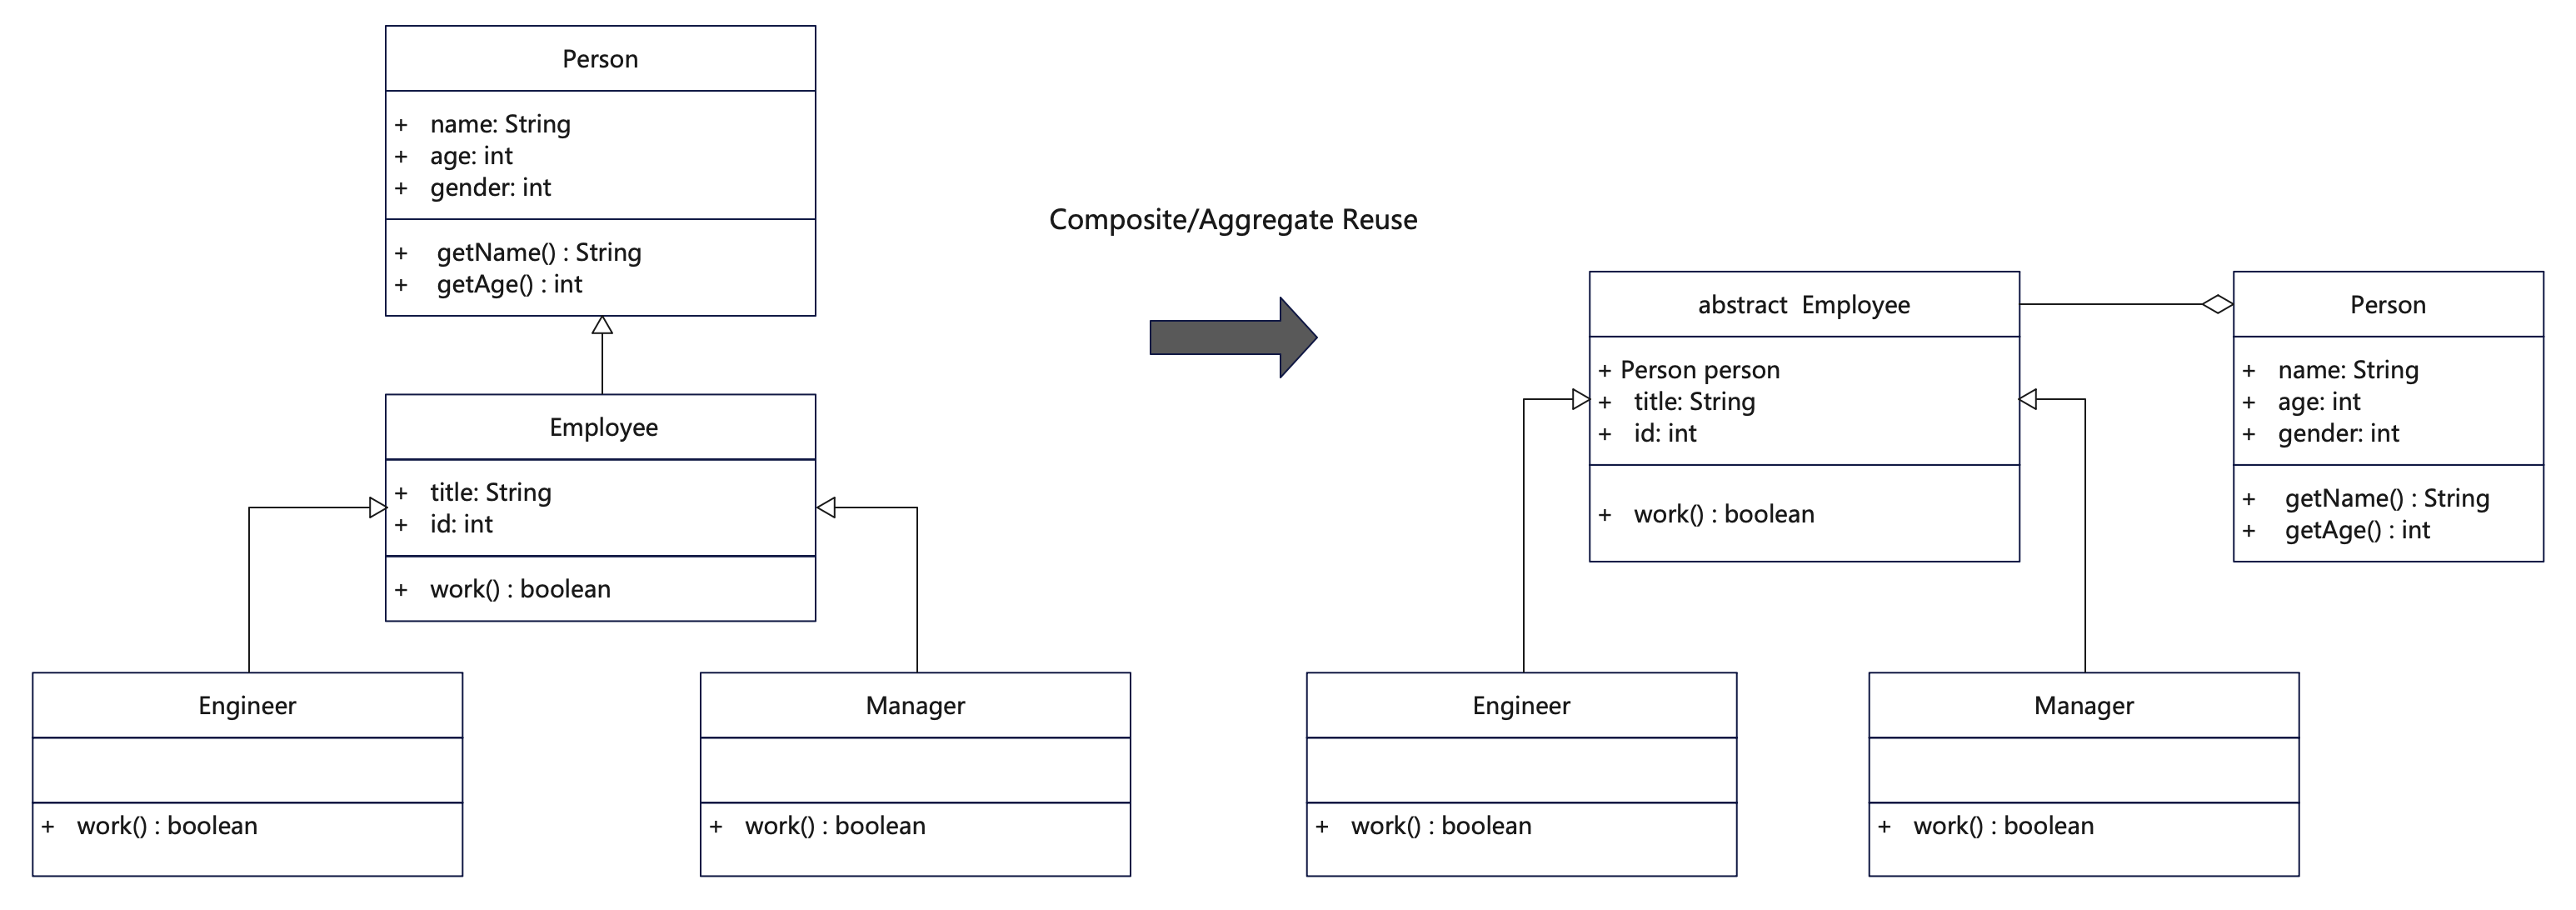 Person
+ name: String
+ age: int
+ gender: int
+ getName() : String
+ getAge() : int
Employee
+ title: String
+ id: int
+ work() : boolean
Engineer
+ work() : boolean
Manager
+ work() : boolean
Composite/Aggregate Reuse
abstract Employee
+ Person person
+ title: String
+ id: int
+ work() : boolean
Person
+ name: String
+ age: int
+ gender: int
+ getName() : String
+ getAge() : int
Engineer
+ work() : boolean
Manager
+ work() : boolean